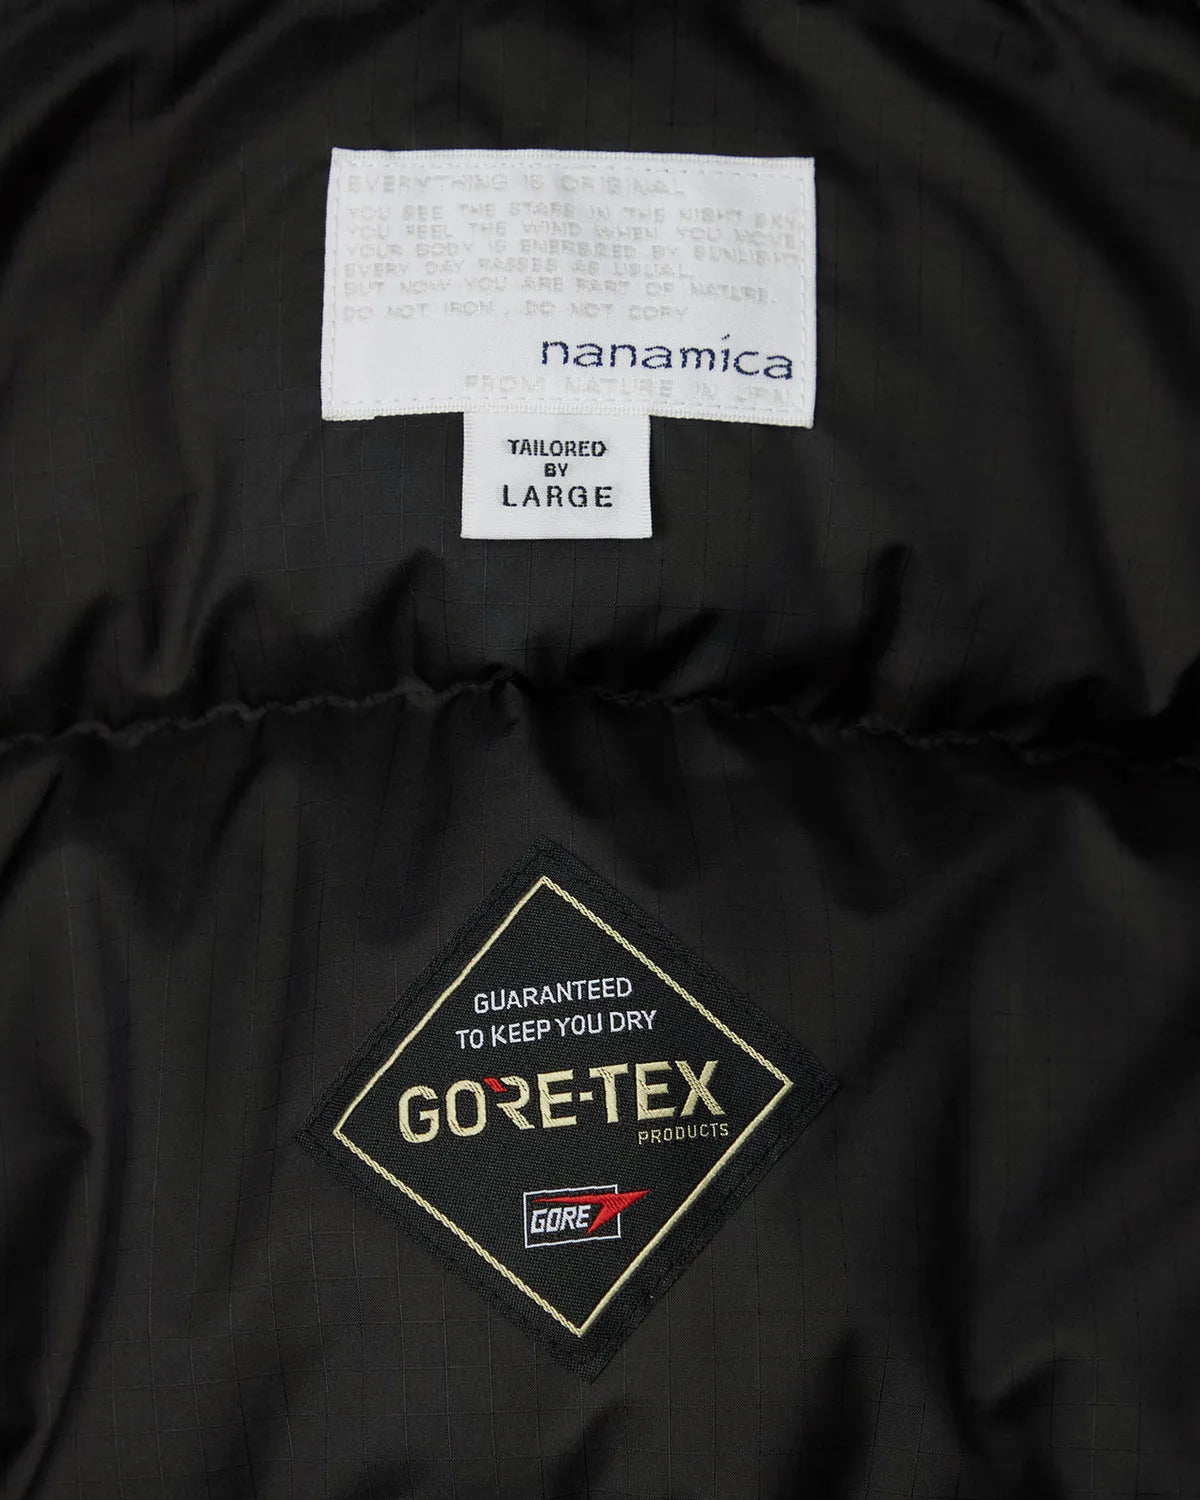 EVERYTHING IS ORIGINAL
YOU SEE THE STARS IN THE NIGHT SKY
YOU FEEL THE WIND WHEN YOU MOVE
YOUR BODY IS ENERGIZED BY SUNLIGHT
EVERY DAY PASSES AS USUAL,
BUT NOW YOU ARE PART OF NATURE.
DO NOT IRON, DO NOT COPY
nanamica
FROM NATURE IN
TAILORED
BY
LARGE
GUARANTEED
TO KEEP YOU DRY
GORE-TEX
PRODUCTS
GORE